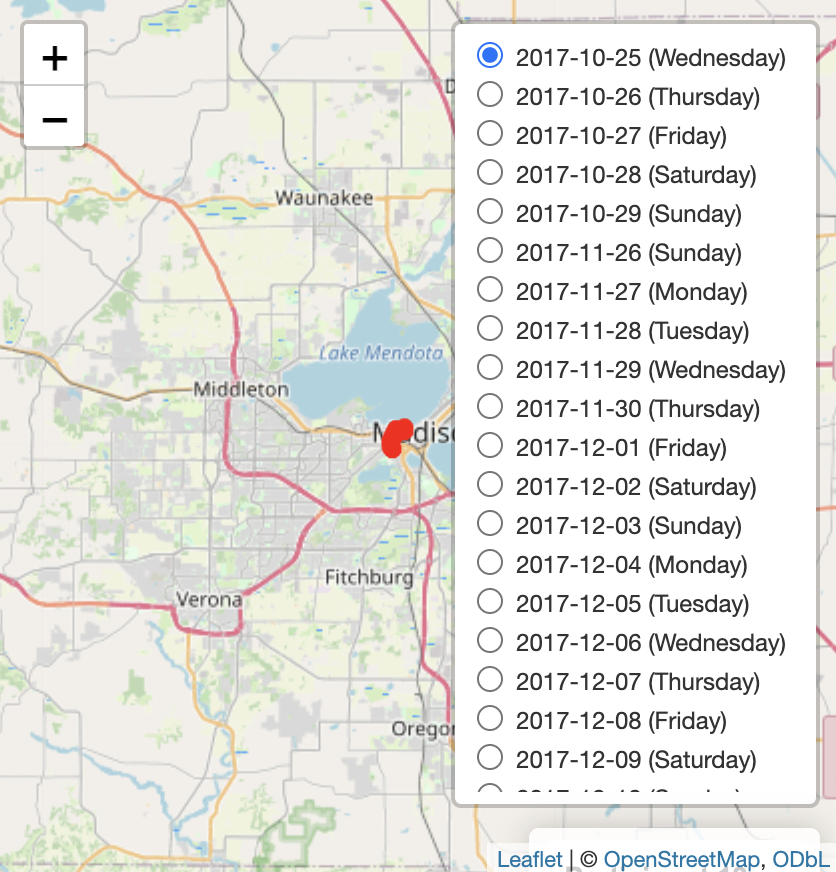 +
−
Waunakee
Lake Mendota
Middleton
Verona
Fitchburg
2017-10-25 (Wednesday)
2017-10-26 (Thursday)
2017-10-27 (Friday)
2017-10-28 (Saturday)
2017-10-29 (Sunday)
2017-11-26 (Sunday)
2017-11-27 (Monday)
2017-11-28 (Tuesday)
2017-11-29 (Wednesday)
2017-11-30 (Thursday)
2017-12-01 (Friday)
2017-12-02 (Saturday)
2017-12-03 (Sunday)
2017-12-04 (Monday)
2017-12-05 (Tuesday)
2017-12-06 (Wednesday)
2017-12-07 (Thursday)
2017-12-08 (Friday)
2017-12-09 (Saturday)
Leaflet | © OpenStreetMap, ODbL